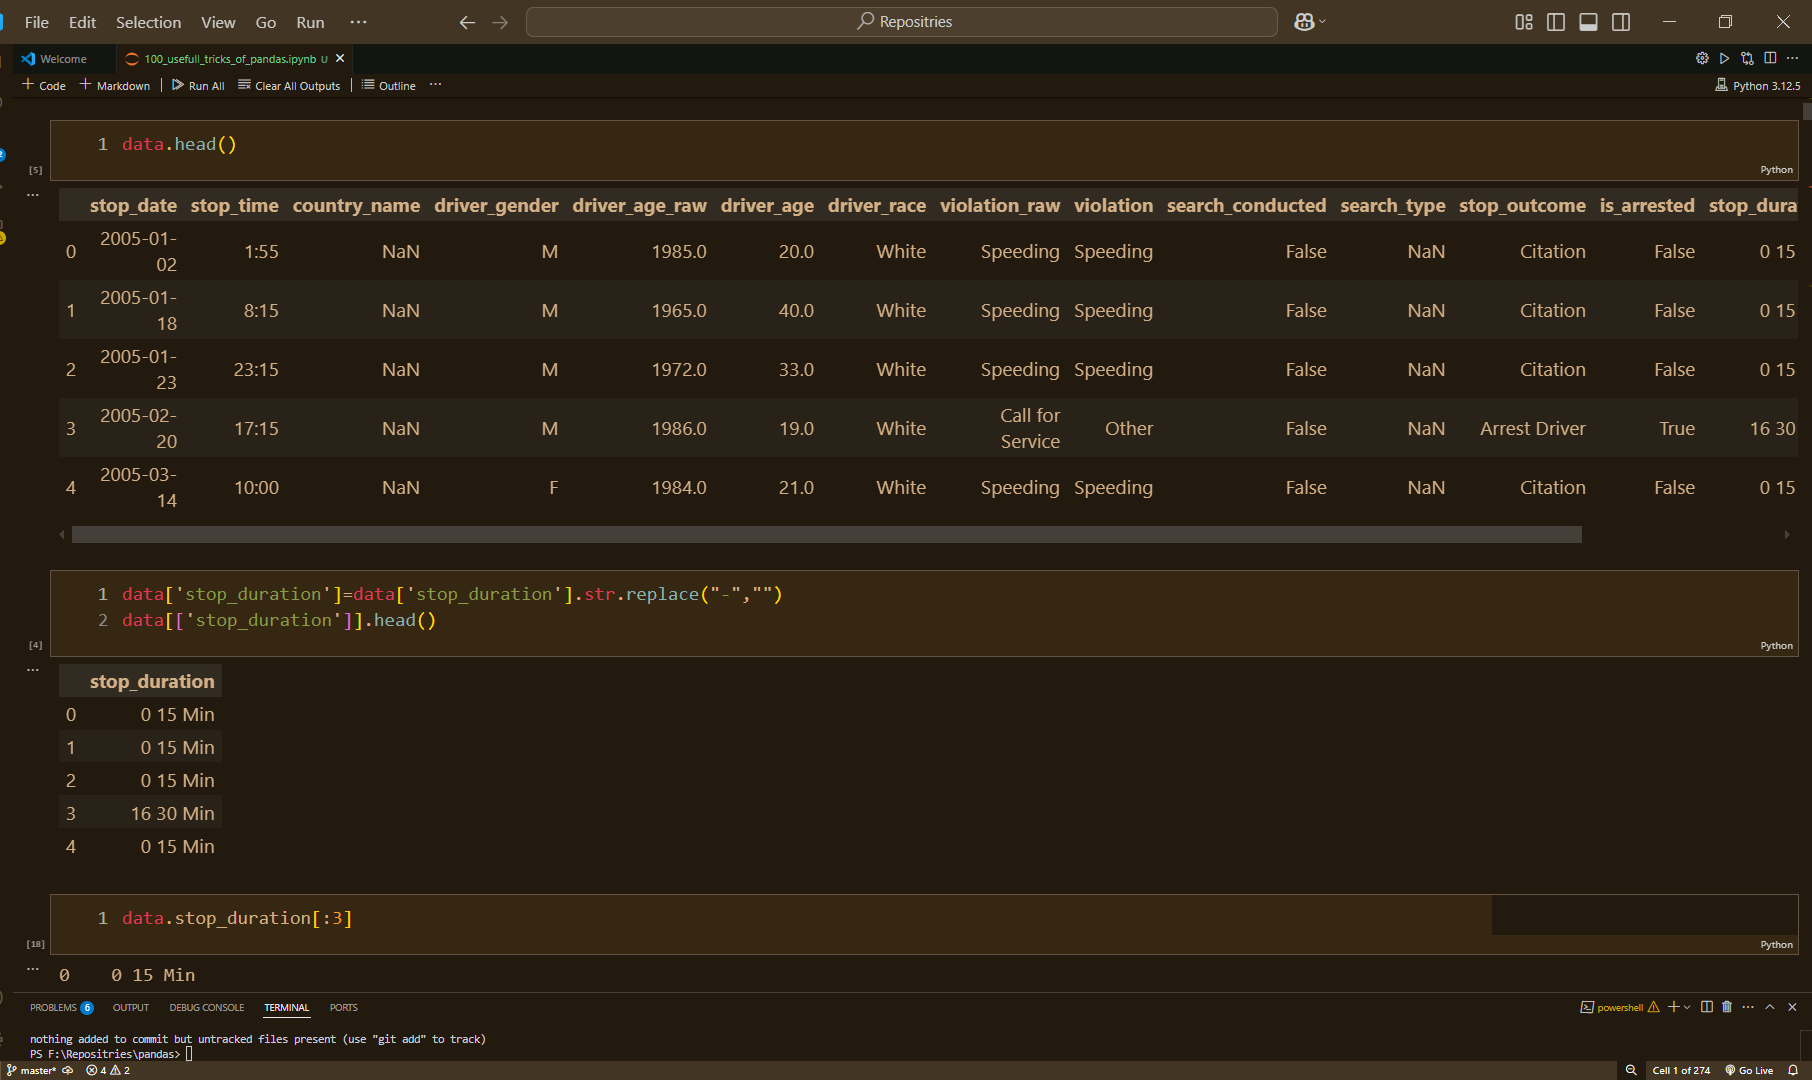 File Edit Selection View Go Run ··· Repositries
Welcome 100_usefull_tricks_of_pandas.ipynb U
Code Markdown Run All Clear All Outputs Outline ··· Python 3.12.5
1 data.head()
[5] Python
stop_date stop_time country_name driver_gender driver_age_raw driver_age driver_race violation_raw violation search_conducted search_type stop_outcome is_arrested stop_dura
0 2005-01-02 1:55 NaN M 1985.0 20.0 White Speeding Speeding False NaN Citation False 0 15
1 2005-01-18 8:15 NaN M 1965.0 40.0 White Speeding Speeding False NaN Citation False 0 15
2 2005-01-23 23:15 NaN M 1972.0 33.0 White Speeding Speeding False NaN Citation False 0 15
3 2005-02-20 17:15 NaN M 1986.0 19.0 White Call for Service Other False NaN Arrest Driver True 16 30
4 2005-03-14 10:00 NaN F 1984.0 21.0 White Speeding Speeding False NaN Citation False 0 15
1 data['stop_duration']=data['stop_duration'].str.replace("-","")
2 data[['stop_duration']].head()
[4] Python
stop_duration
0 0 15 Min
1 0 15 Min
2 0 15 Min
3 16 30 Min
4 0 15 Min
1 data.stop_duration[:3]
[18] Python
0 0 15 Min
PROBLEMS 6 OUTPUT DEBUG CONSOLE TERMINAL PORTS powershell
nothing added to commit but untracked files present (use "git add" to track)
PS F:\Repositries\pandas>
master* 4 2 Cell 1 of 274 Go Live